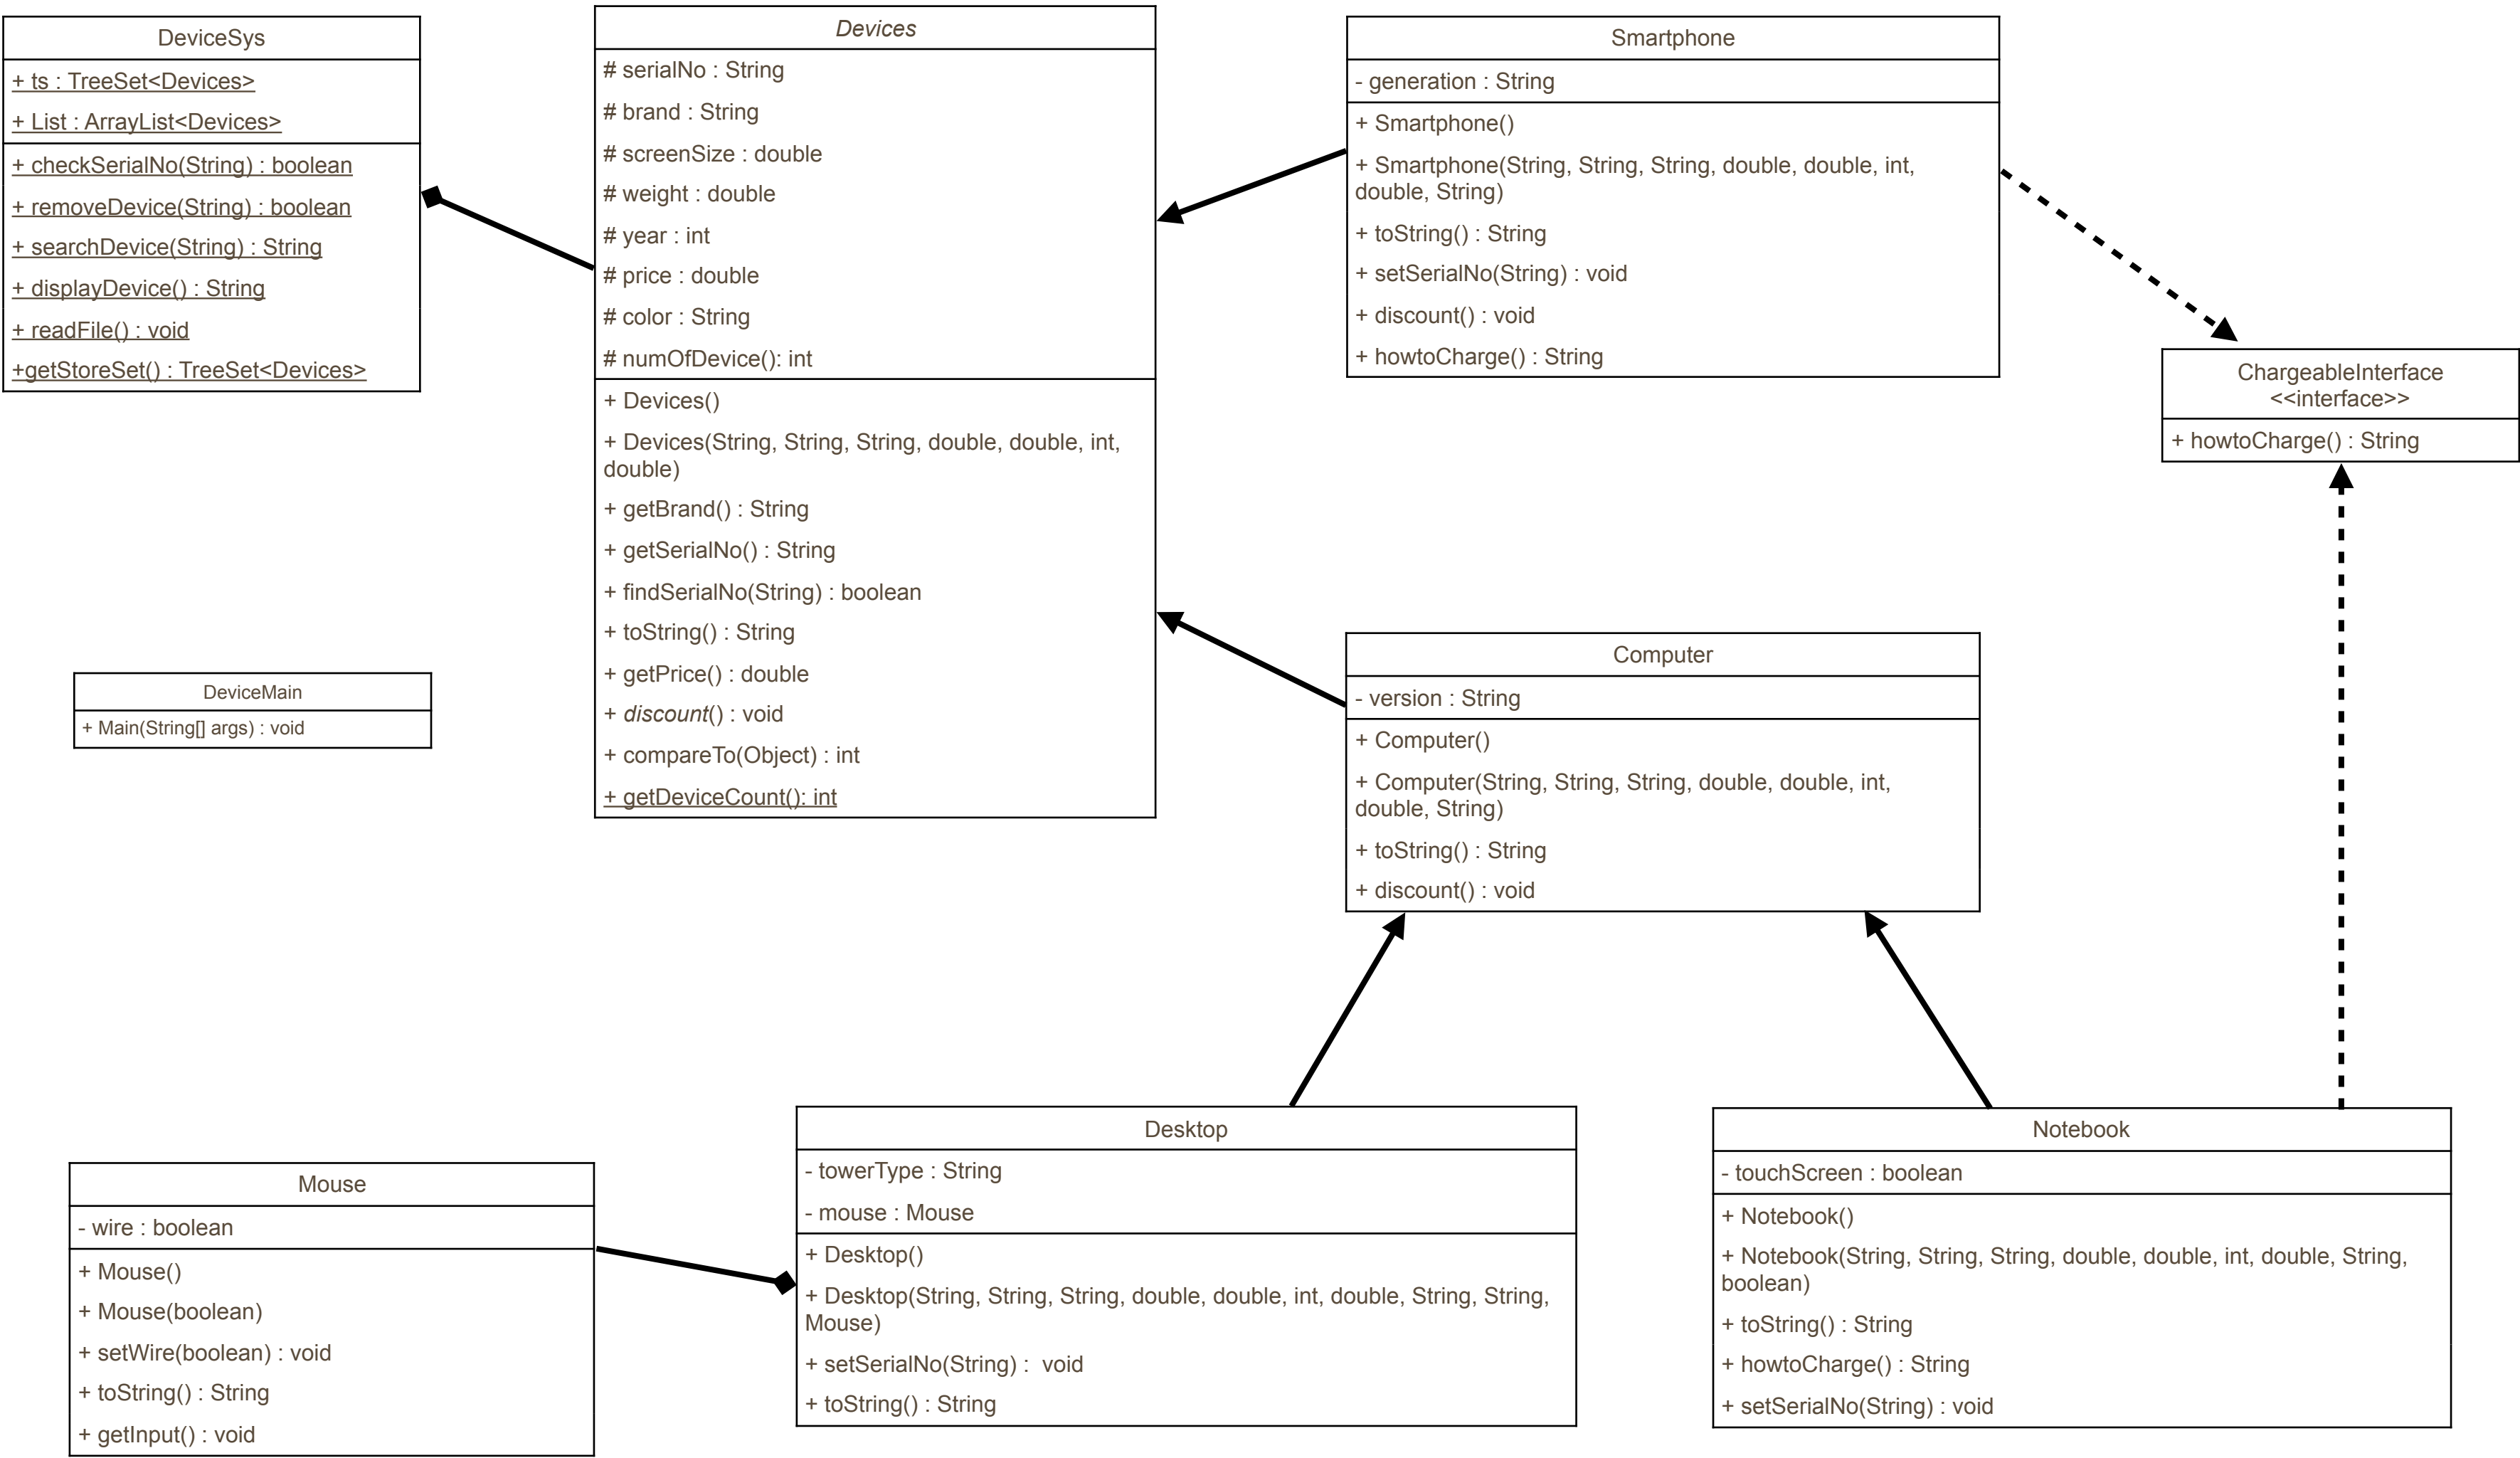 DeviceSys
+ ts : TreeSet<Devices>
+ List : ArrayList<Devices>
+ checkSerialNo(String) : boolean
+ removeDevice(String) : boolean
+ searchDevice(String) : String
+ displayDevice() : String
+ readFile() : void
+getStoreSet() : TreeSet<Devices>
Devices
# serialNo : String
# brand : String
# screenSize : double
# weight : double
# year : int
# price : double
# color : String
# numOfDevice(): int
+ Devices()
+ Devices(String, String, String, double, double, int,
double)
+ getBrand() : String
+ getSerialNo() : String
+ findSerialNo(String) : boolean
+ toString() : String
+ getPrice() : double
+ discount() : void
+ compareTo(Object) : int
+ getDeviceCount(): int
Smartphone
- generation : String
+ Smartphone()
+ Smartphone(String, String, String, double, double, int,
double, String)
+ toString() : String
+ setSerialNo(String) : void
+ discount() : void
+ howtoCharge() : String
ChargeableInterface
<<interface>>
+ howtoCharge() : String
DeviceMain
+ Main(String[] args) : void
Computer
- version : String
+ Computer()
+ Computer(String, String, String, double, double, int,
double, String)
+ toString() : String
+ discount() : void
Mouse
- wire : boolean
+ Mouse()
+ Mouse(boolean)
+ setWire(boolean) : void
+ toString() : String
+ getInput() : void
Desktop
- towerType : String
- mouse : Mouse
+ Desktop()
+ Desktop(String, String, String, double, double, int, double, String, String,
Mouse)
+ setSerialNo(String) :  void
+ toString() : String
Notebook
- touchScreen : boolean
+ Notebook()
+ Notebook(String, String, String, double, double, int, double, String,
boolean)
+ toString() : String
+ howtoCharge() : String
+ setSerialNo(String) : void